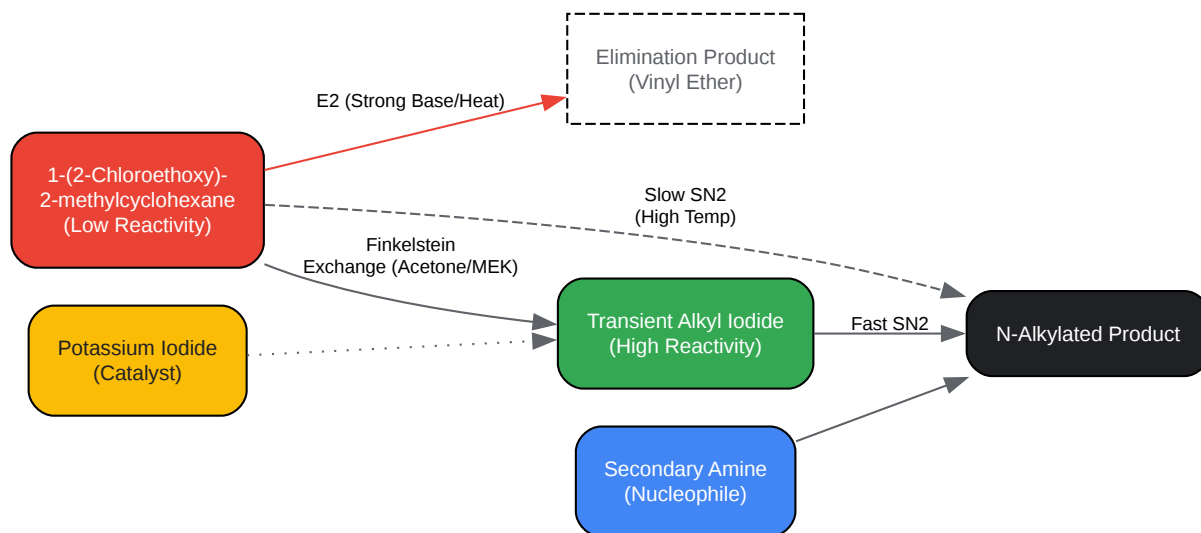 Elimination Product
(Vinyl Ether)
E2 (Strong Base/Heat)
1-(2-Chloroethoxy)-
2-methylcyclohexane
(Low Reactivity)
Slow SN2
(High Temp)
Finkelstein
Exchange (Acetone/MEK)
Potassium Iodide
(Catalyst)
Transient Alkyl Iodide
(High Reactivity)
Fast SN2
N-Alkylated Product
Secondary Amine
(Nucleophile)